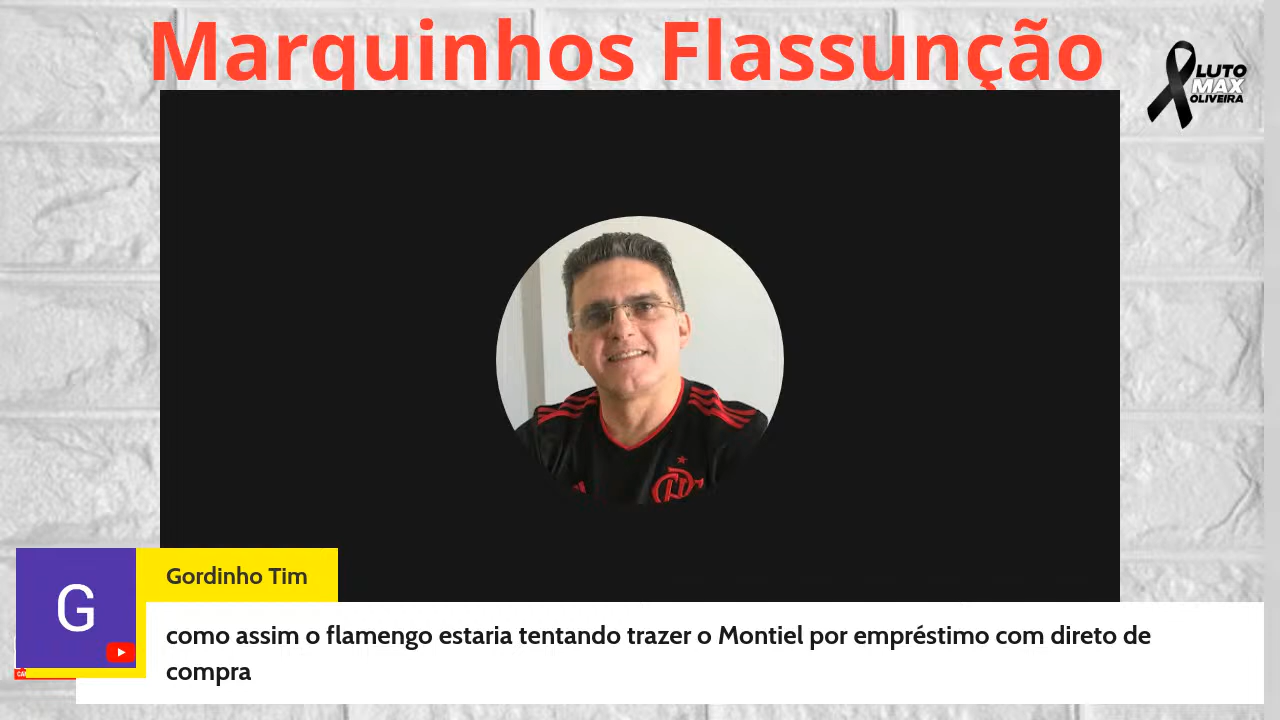 Marquinhos Flassunção
LUTO
MAX
OLIVEIRA
Gordinho Tim
G
como assim o flamengo estaria tentando trazer o Montiel por empréstimo com direto de
compra